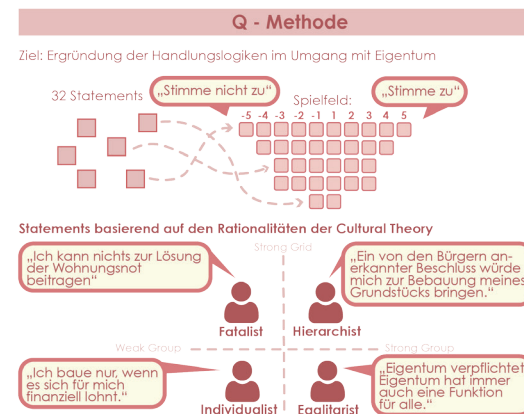 Q - Methode
Ziel: Ergründung der Handlungslogiken im Umgang mit Eigentum
32 Statements
„Stimme nicht zu“
Spielfeld:
„Stimme zu“
-5 -4 -3 -2 -1 1 2 3 4 5
Statements basierend auf den Rationalitäten der Cultural Theory
Strong Grid
„Ich kann nichts zur Lösung
der Wohnungsnot
beitragen“
„Ein von den Bürgern an-
erkannter Beschluss würde
mich zur Bebauung meines
Grundstücks bringen.“
Fatalist
Hierarchist
Weak Group
Strong Group
„Ich baue nur, wenn
es sich für mich
finanziell lohnt.“
„Eigentum verpflichtet,
Eigentum hat immer
auch eine Funktion
für alle.“
Individualist
Egalitarist